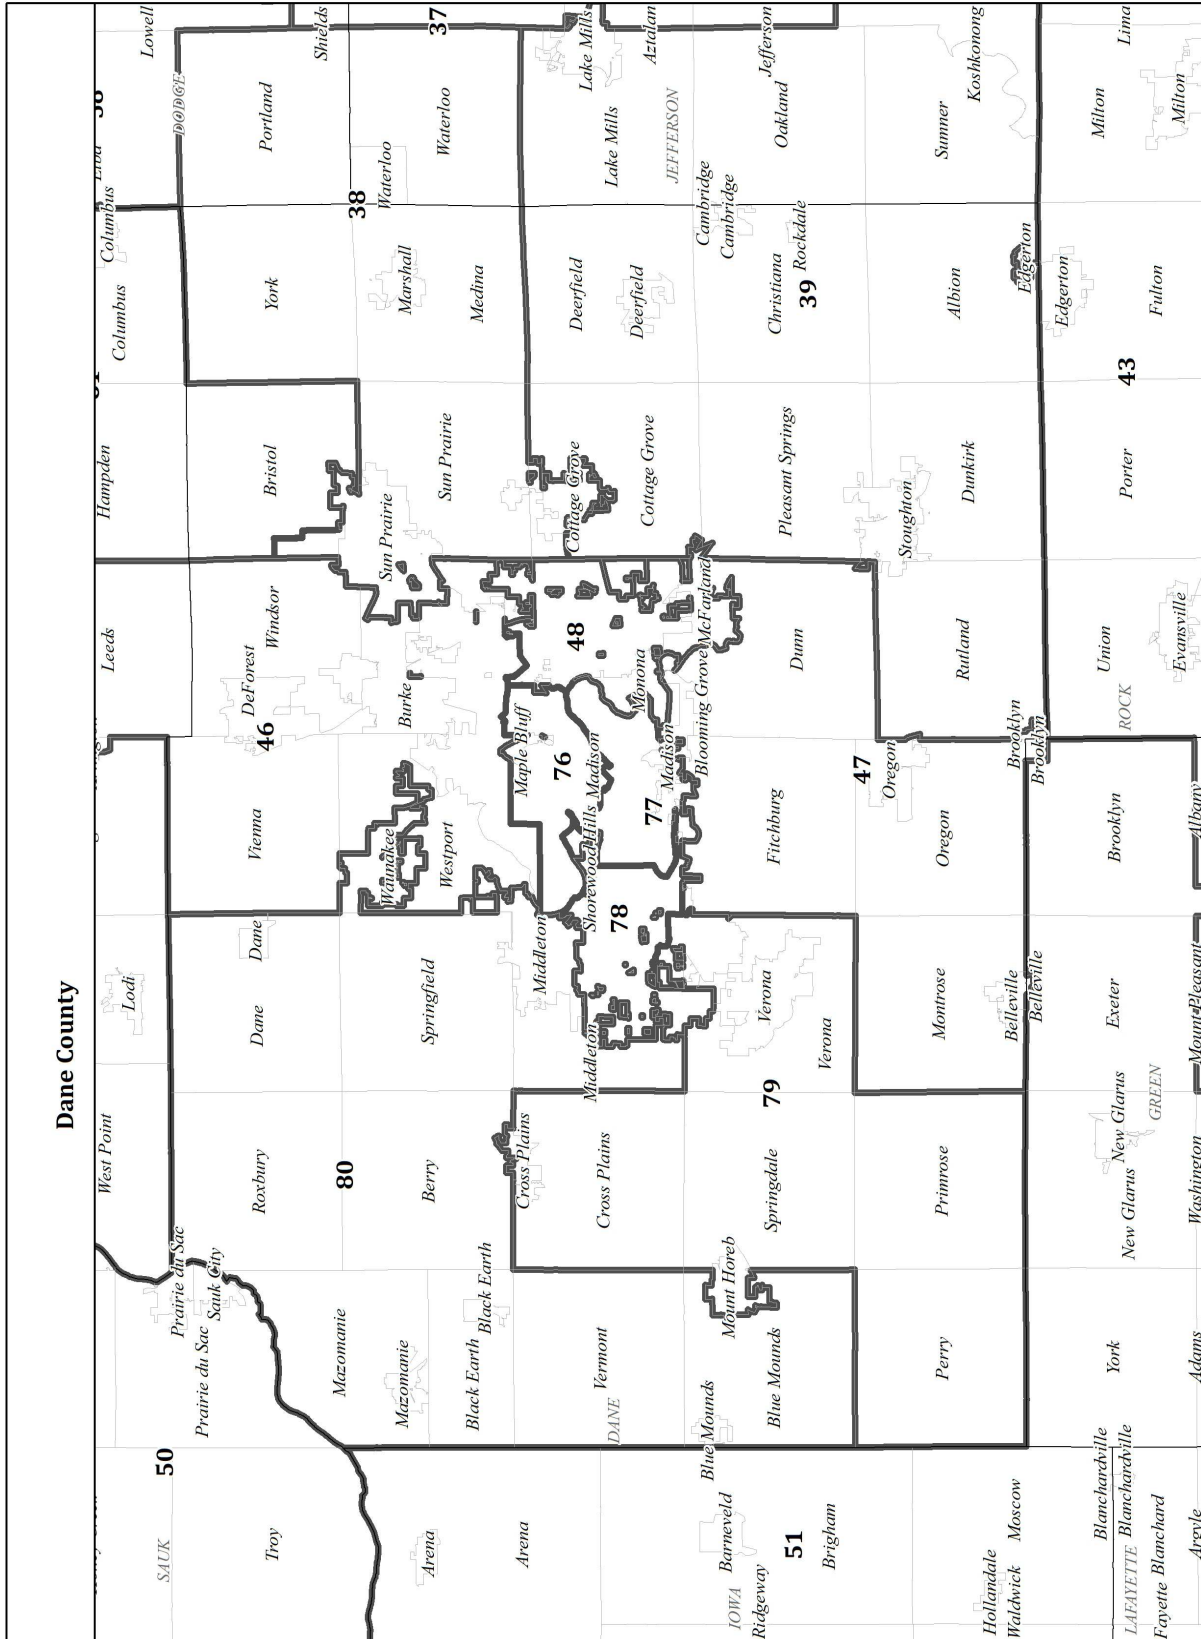 Dane County
West Point
Lodi
Leeds
Hampden
Columbus
Columbus
Lowell
DODGE
SAUK
50
Prairie du Sac
Prairie du Sac
Sauk City
Troy
Roxbury
Dane
Dane
Vienna
46
DeForest
Windsor
Bristol
York
Portland
Shields
Mazomanie
80
38
Waterloo
37
Arena
Mazomanie
Berry
Springfield
Waunakee
Westport
Burke
Sun Prairie
Sun Prairie
Marshall
Medina
Waterloo
Black Earth
Black Earth
Arena
Cross Plains
Middleton
Maple Bluff
76
48
Cottage Grove
Deerfield
Lake Mills
Lake Mills
DANE
Vermont
Cross Plains
Middleton
78
Shorewood Hills
Madison
77
Monona
Madison
Cottage Grove
Deerfield
Aztalan
JEFFERSON
Blue Mounds
Mount Horeb
Blooming Grove
McFarland
Cambridge
Cambridge
IOWA
Barneveld
Ridgeway
51
Brigham
Blue Mounds
Springdale
79
Verona
Verona
Fitchburg
Dunn
Pleasant Springs
Christiana
39
Rockdale
Oakland
Jefferson
47
Oregon
Stoughton
Perry
Primrose
Montrose
Oregon
Rutland
Dunkirk
Albion
Sumner
Koshkonong
Hollandale
Waldwick
Moscow
Belleville
Belleville
Brooklyn
Brooklyn
Edgerton
Edgerton
Blanchardville
LAFAYETTE
Blanchardville
Fayette
Blanchard
York
New Glarus
New Glarus
GREEN
Exeter
Brooklyn
ROCK
Union
Evansville
Porter
43
Fulton
Milton
Milton
Lima
Argyle
Adams
Washington
Mount Pleasant
Albany